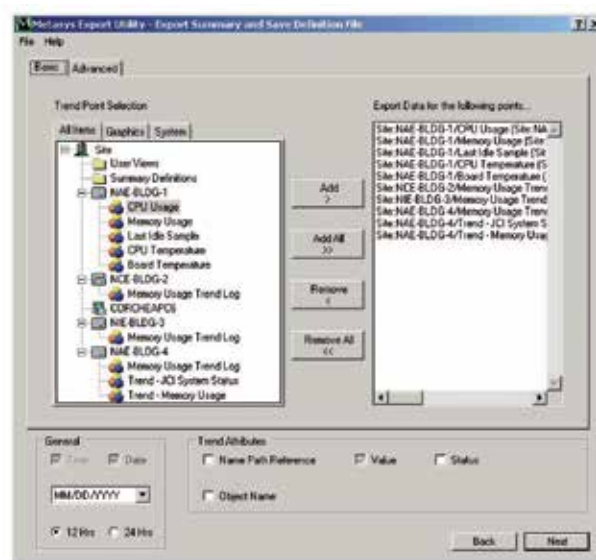 Metasys Export Utility - Export Summary and Save Definition File
File Help
Basic Advanced
Trend Point Selection
All Items Graphics System
Site
User Views
Summary Definitions
NAE-BLDG-1
CPU Usage
Memory Usage
Last Idle Sample
CPU Temperature
Board Temperature
NCE-BLDG-2
Memory Usage Trend Log
NIE-BLDG-3
Memory Usage Trend Log
NAE-BLDG-4
Memory Usage Trend Log
Trend - JCI System Status
Trend - Memory Usage
Add
>
Add All
>>
Remove
<
Remove All
<<
Export Data for the following points...
Site:NAE-BLDG-1/CPU Usage (Site:NA
Site:NAE-BLDG-1/Memory Usage (Site:
Site:NAE-BLDG-1/Last Idle Sample (Sit
Site:NAE-BLDG-1/CPU Temperature (S
Site:NAE-BLDG-1/Board Temperature (
Site:NCE-BLDG-2/Memory Usage Trend
Site:NIE-BLDG-3/Memory Usage Trend
Site:NAE-BLDG-4/Memory Usage Trend
Site:NAE-BLDG-4/Trend - JCI System S
Site:NAE-BLDG-4/Trend - Memory Usag
General
Time Date
MM/DD/YYYY
12 Hrs 24 Hrs
Trend Attributes
Name Path Reference Value Status
Object Name
Back Next